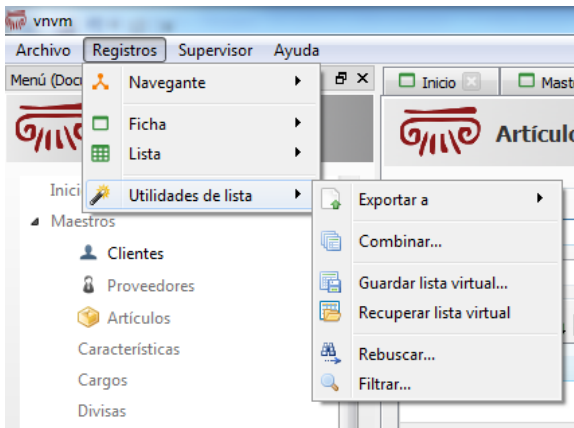 vnvm
Archivo Registros Supervisor Ayuda
Menú (Doc
Inicio
Mast
Navegante
Ficha
Lista
Utilidades de lista
Artícul
Exportar a
Combinar...
Guardar lista virtual...
Recuperar lista virtual
Rebuscar...
Filtrar...
Inici
Maestros
Clientes
Proveedores
Artículos
Características
Cargos
Divisas